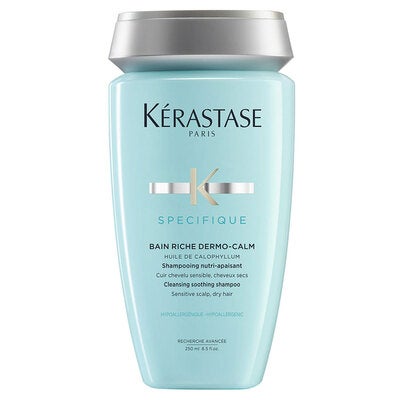 KÉRASTASE
PARIS
K
SPECIFIQUE
BAIN RICHE DERMO-CALM
HUILE DE CALOPHYLLUM
Shampooing nutri-apaisant
Cuir chevelu sensible, cheveux secs
Cleansing soothing shampoo
Sensitive scalp, dry hair
HYPOALLERGÉNIQUE-HYPOALLERGENIC
RECHERCHE AVANCÉE
250 ml 8.5 fl.oz